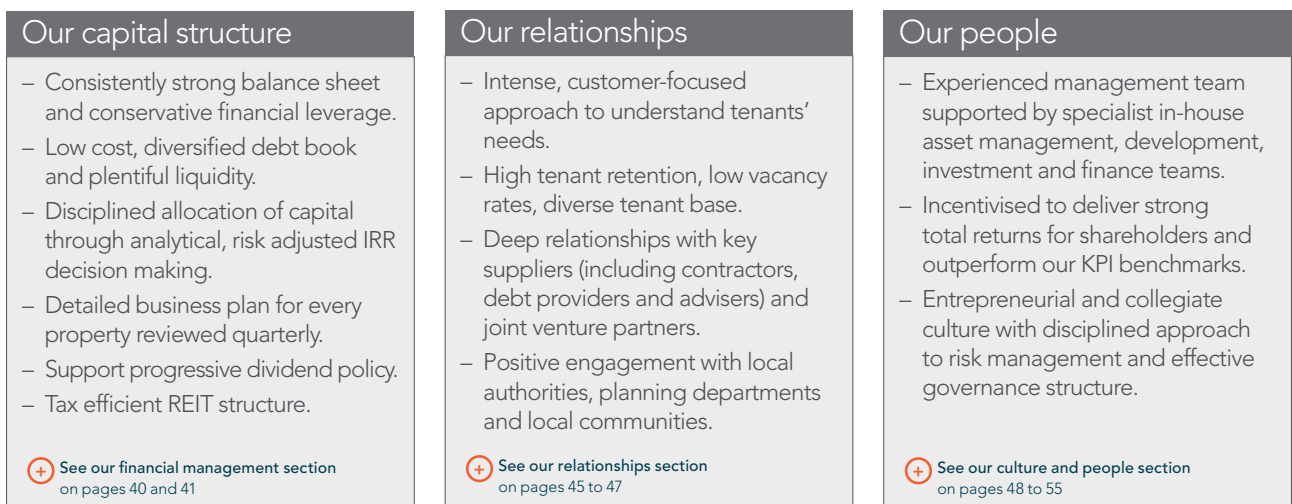 Our capital structure
– Consistently strong balance sheet
and conservative financial leverage.
– Low cost, diversified debt book
and plentiful liquidity.
– Disciplined allocation of capital
through analytical, risk adjusted IRR
decision making.
– Detailed business plan for every
property reviewed quarterly.
– Support progressive dividend policy.
– Tax efficient REIT structure.
+ See our financial management section
on pages 40 and 41
Our relationships
– Intense, customer-focused
approach to understand tenants’
needs.
– High tenant retention, low vacancy
rates, diverse tenant base.
– Deep relationships with key
suppliers (including contractors,
debt providers and advisers) and
joint venture partners.
– Positive engagement with local
authorities, planning departments
and local communities.
+ See our relationships section
on pages 45 to 47
Our people
– Experienced management team
supported by specialist in-house
asset management, development,
investment and finance teams.
– Incentivised to deliver strong
total returns for shareholders and
outperform our KPI benchmarks.
– Entrepreneurial and collegiate
culture with disciplined approach
to risk management and effective
governance structure.
+ See our culture and people section
on pages 48 to 55